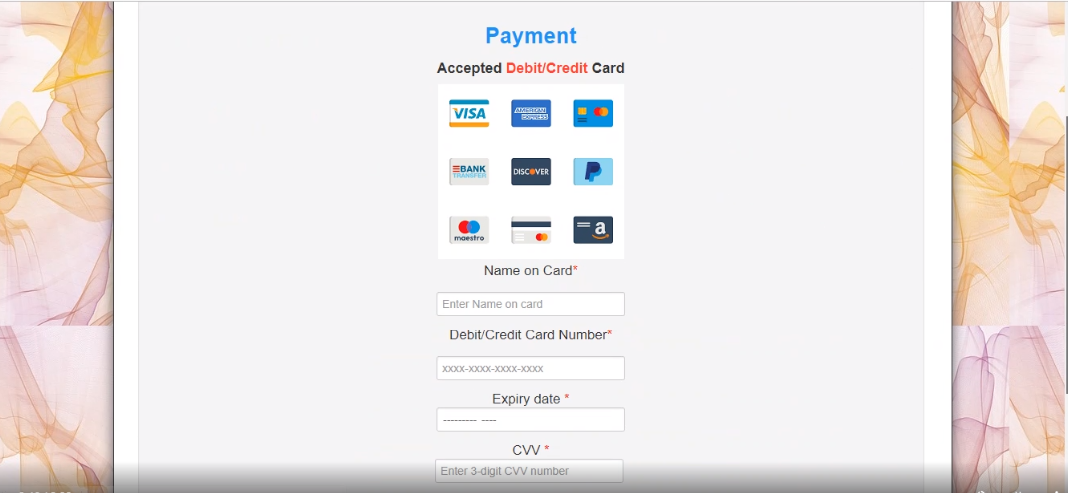 Payment
Accepted Debit/Credit Card
VISA
AMERICAN EXPRESS
BANK TRANSFER
DISCOVER
maestro
a
Name on Card*
Enter Name on card
Debit/Credit Card Number*
xxxx-xxxx-xxxx-xxxx
Expiry date *
--------- ----
CVV *
Enter 3-digit CVV number